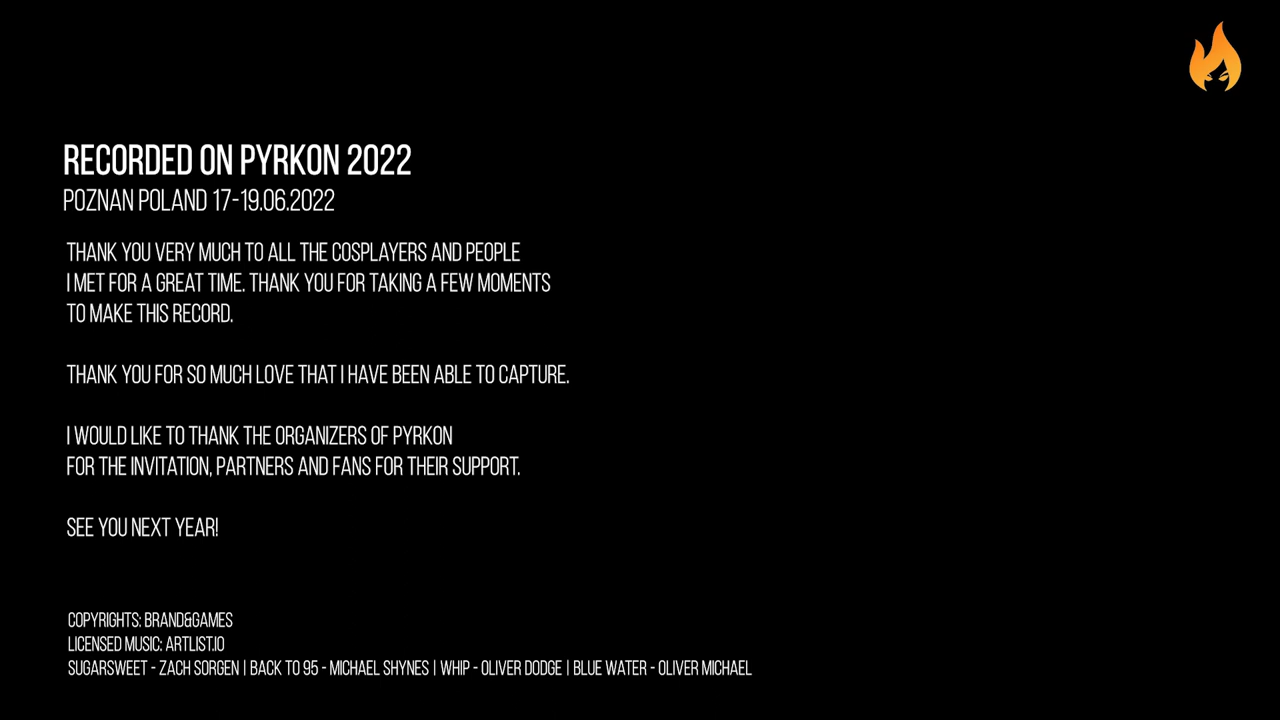 RECORDED ON PYRKON 2022
POZNAN POLAND 17-19.06.2022
THANK YOU VERY MUCH TO ALL THE COSPLAYERS AND PEOPLE
I MET FOR A GREAT TIME. THANK YOU FOR TAKING A FEW MOMENTS
TO MAKE THIS RECORD.
THANK YOU FOR SO MUCH LOVE THAT I HAVE BEEN ABLE TO CAPTURE.
I WOULD LIKE TO THANK THE ORGANIZERS OF PYRKON
FOR THE INVITATION, PARTNERS AND FANS FOR THEIR SUPPORT.
SEE YOU NEXT YEAR!
COPYRIGHTS: BRAND&GAMES
LICENSED MUSIC: ARTLIST.IO
SUGARSWEET - ZACH SORGEN | BACK TO 95 - MICHAEL SHYNES | WHIP - OLIVER DODGE | BLUE WATER - OLIVER MICHAEL